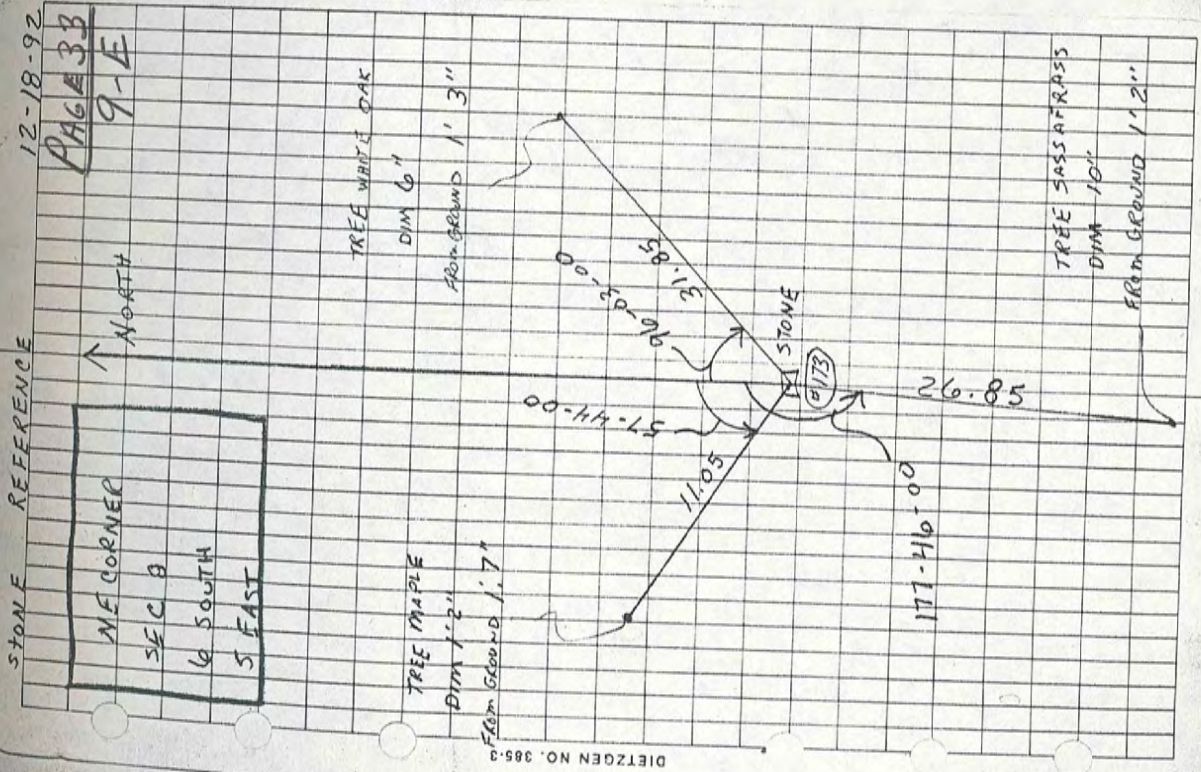 STONE REFERENCE 12-18-92
PAGE 33
9-E
NORTH
NE CORNER
SEC 8
6 SOUTH
5 EAST
TREE WHITE OAK
DIM 6"
FROM GROUND 1' 3"
TREE MAPLE
DIM 1' 2"
FROM GROUND 1' 7"
57-44-00
31.85
11.05
STONE
#173
26.85
177-46-00
TREE SASSAFRASS
DIM 10"
FROM GROUND 1' 2"
DIETZGEN NO. 385-3